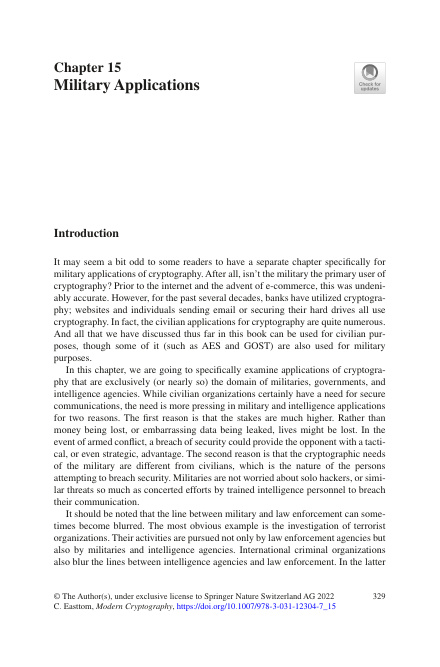 Chapter 15
Military Applications
Check for
updates
Introduction
It may seem a bit odd to some readers to have a separate chapter specifically for
military applications of cryptography. After all, isn't the military the primary user of
cryptography? Prior to the internet and the advent of e-commerce, this was undeni-
ably accurate. However, for the past several decades, banks have utilized cryptogra-
phy; websites and individuals sending email or securing their hard drives all use
cryptography. In fact, the civilian applications for cryptography are quite numerous.
And all that we have discussed thus far in this book can be used for civilian pur-
poses, though some of it (such as AES and GOST) are also used for military
purposes.
In this chapter, we are going to specifically examine applications of cryptogra-
phy that are exclusively (or nearly so) the domain of militaries, governments, and
intelligence agencies. While civilian organizations certainly have a need for secure
communications, the need is more pressing in military and intelligence applications
for two reasons. The first reason is that the stakes are much higher. Rather than
money being lost, or embarrassing data being leaked, lives might be lost. In the
event of armed conflict, a breach of security could provide the opponent with a tacti-
cal, or even strategic, advantage. The second reason is that the cryptographic needs
of the military are different from civilians, which is the nature of the persons
attempting to breach security. Militaries are not worried about solo hackers, or simi-
lar threats so much as concerted efforts by trained intelligence personnel to breach
their communication.
It should be noted that the line between military and law enforcement can some-
times become blurred. The most obvious example is the investigation of terrorist
organizations. Their activities are pursued not only by law enforcement agencies but
also by militaries and intelligence agencies. International criminal organizations
also blur the lines between intelligence agencies and law enforcement. In the latter
© The Author(s), under exclusive license to Springer Nature Switzerland AG 2022 329
C. Easttom, Modern Cryptography, https://doi.org/10.1007/978-3-031-12304-7_15